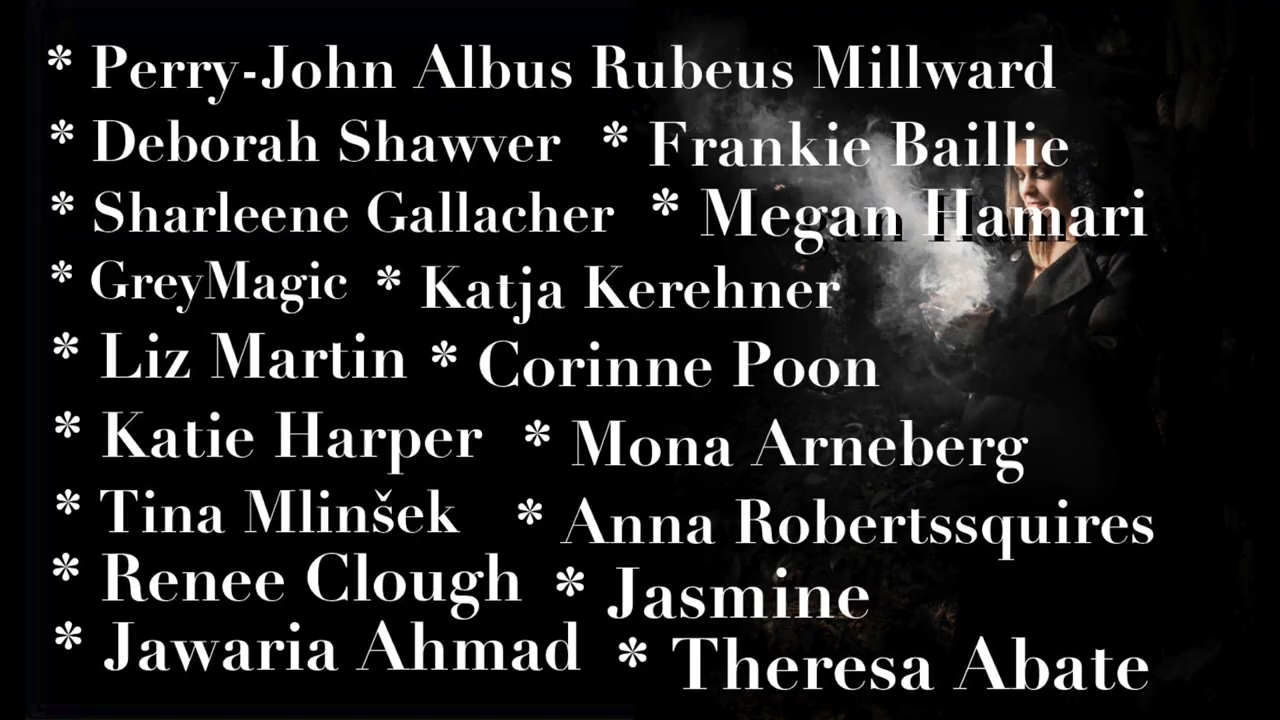 * Perry-John Albus Rubeus Millward
* Deborah Shawver * Frankie Baillie
* Sharleene Gallacher * Megan Hamari
* GreyMagic * Katja Kerehner
* Liz Martin * Corinne Poon
* Katie Harper * Mona Arneberg
* Tina Mlinšek * Anna Robertssquires
* Renee Clough * Jasmine
* Jawaria Ahmad * Theresa Abate